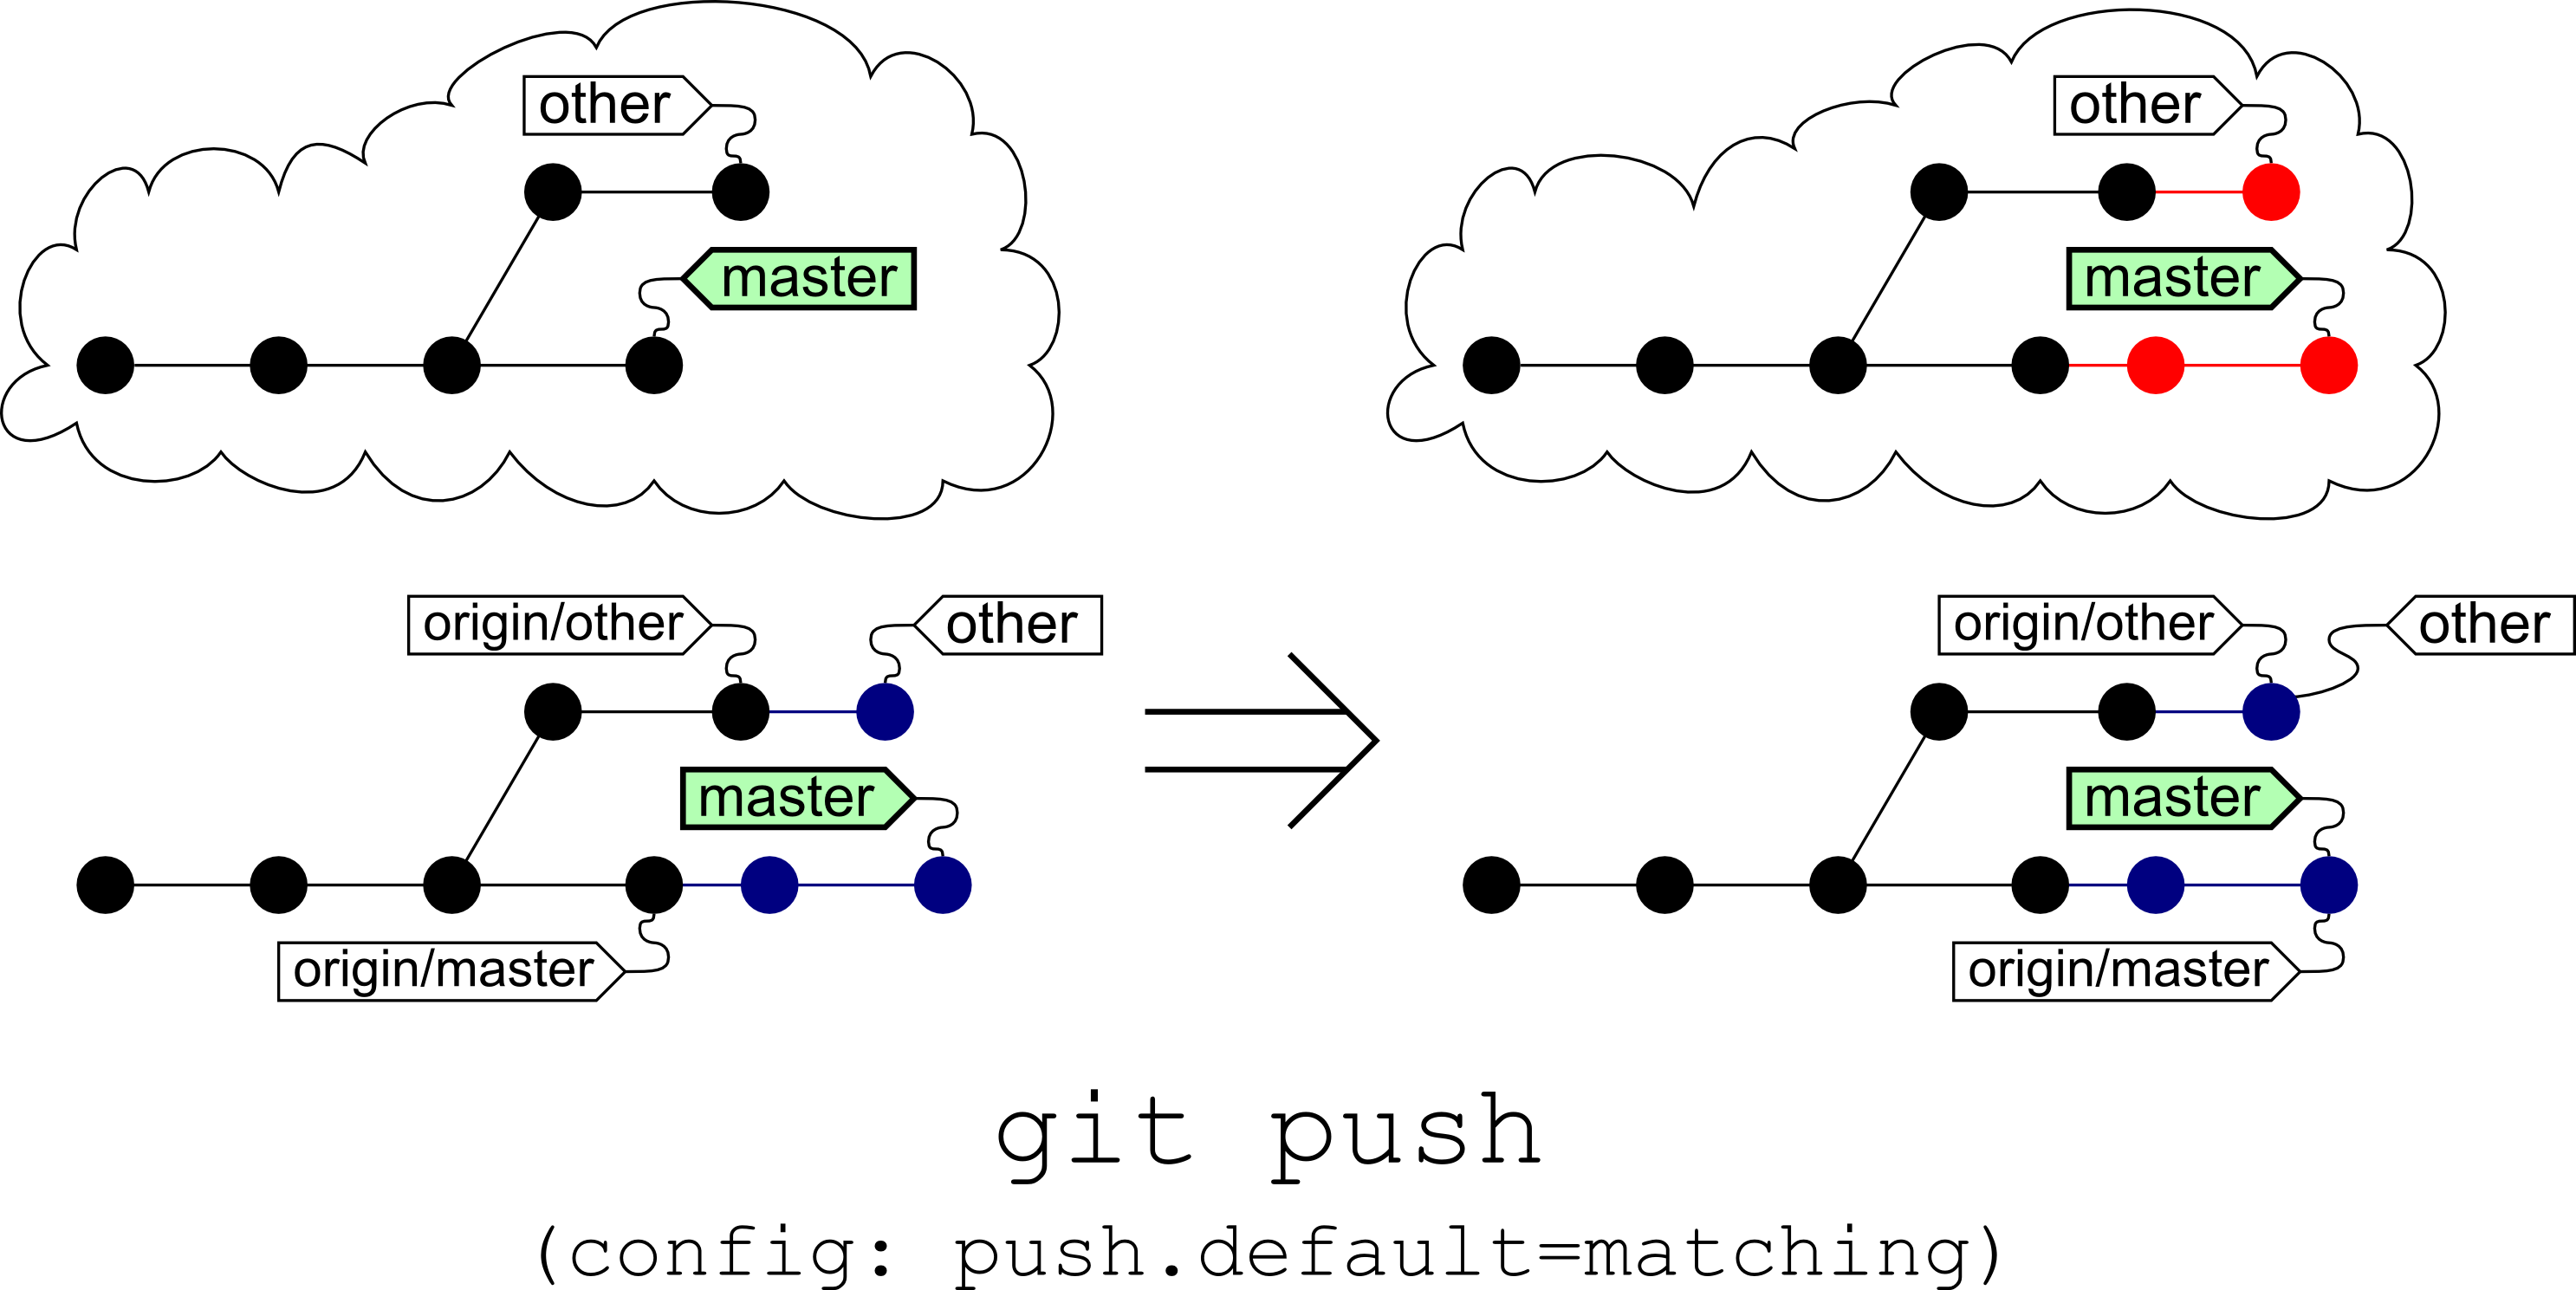 other
master
other
master
origin/other
other
master
origin/master
origin/other
other
master
origin/master
git push
(config: push.default=matching)